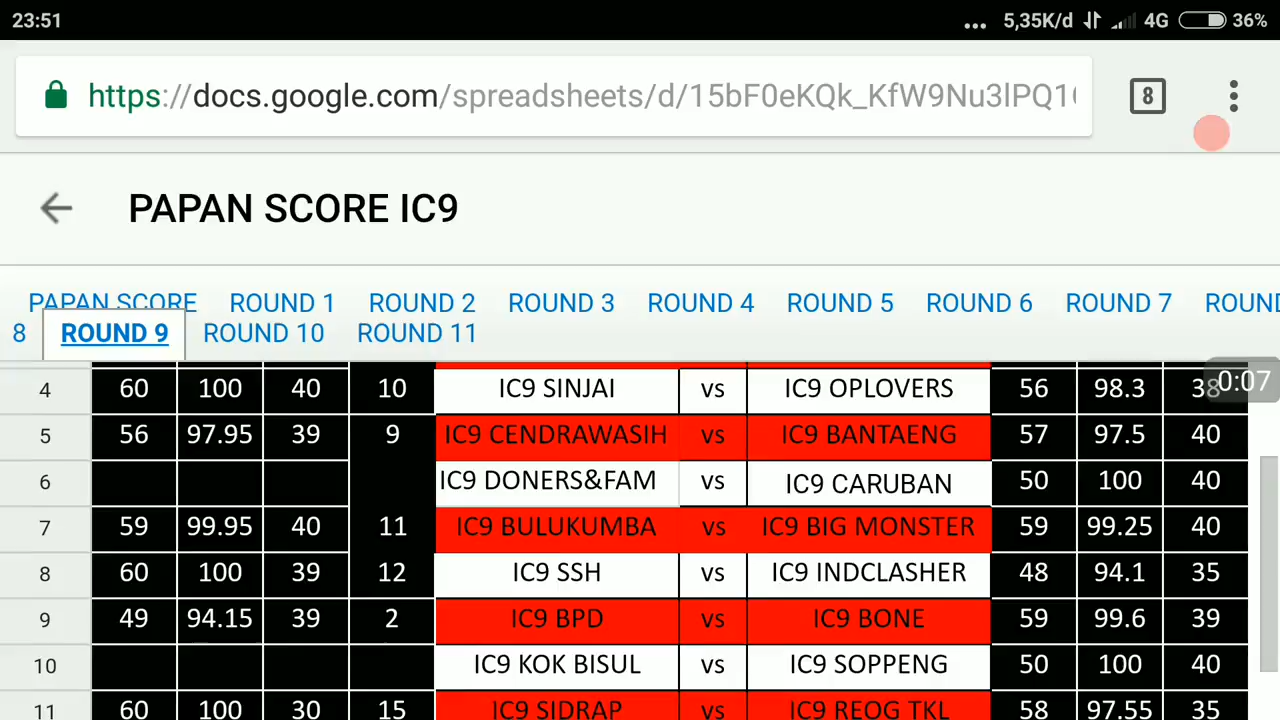 23:51 ... 5,35K/d 4G 36%
https://docs.google.com/spreadsheets/d/15bF0eKQk_KfW9Nu3lPQ1 8
PAPAN SCORE IC9
PAPAN SCORE ROUND 1 ROUND 2 ROUND 3 ROUND 4 ROUND 5 ROUND 6 ROUND 7 ROUND
8 ROUND 9 ROUND 10 ROUND 11
0:07
4 60 100 40 10 IC9 SINJAI vs IC9 OPLOVERS 56 98.3 38
5 56 97.95 39 9 IC9 CENDRAWASIH vs IC9 BANTAENG 57 97.5 40
6 IC9 DONERS&FAM vs IC9 CARUBAN 50 100 40
7 59 99.95 40 11 IC9 BULUKUMBA vs IC9 BIG MONSTER 59 99.25 40
8 60 100 39 12 IC9 SSH vs IC9 INDCLASHER 48 94.1 35
9 49 94.15 39 2 IC9 BPD vs IC9 BONE 59 99.6 39
10 IC9 KOK BISUL vs IC9 SOPPENG 50 100 40
11 60 100 30 15 IC9 SIDRAP vs IC9 REOG TKL 58 97.55 35